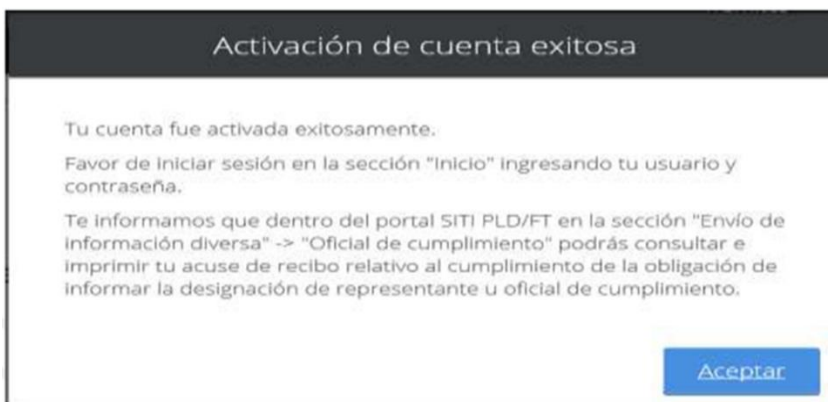 Activación de cuenta exitosa
Tu cuenta fue activada exitosamente.
Favor de iniciar sesión en la sección "Inicio" ingresando tu usuario y
contraseña.
Te informamos que dentro del portal SITI PLD/FT en la sección "Envío de
información diversa" -> "Oficial de cumplimiento" podrás consultar e
imprimir tu acuse de recibo relativo al cumplimiento de la obligación de
informar la designación de representante u oficial de cumplimiento.
Aceptar